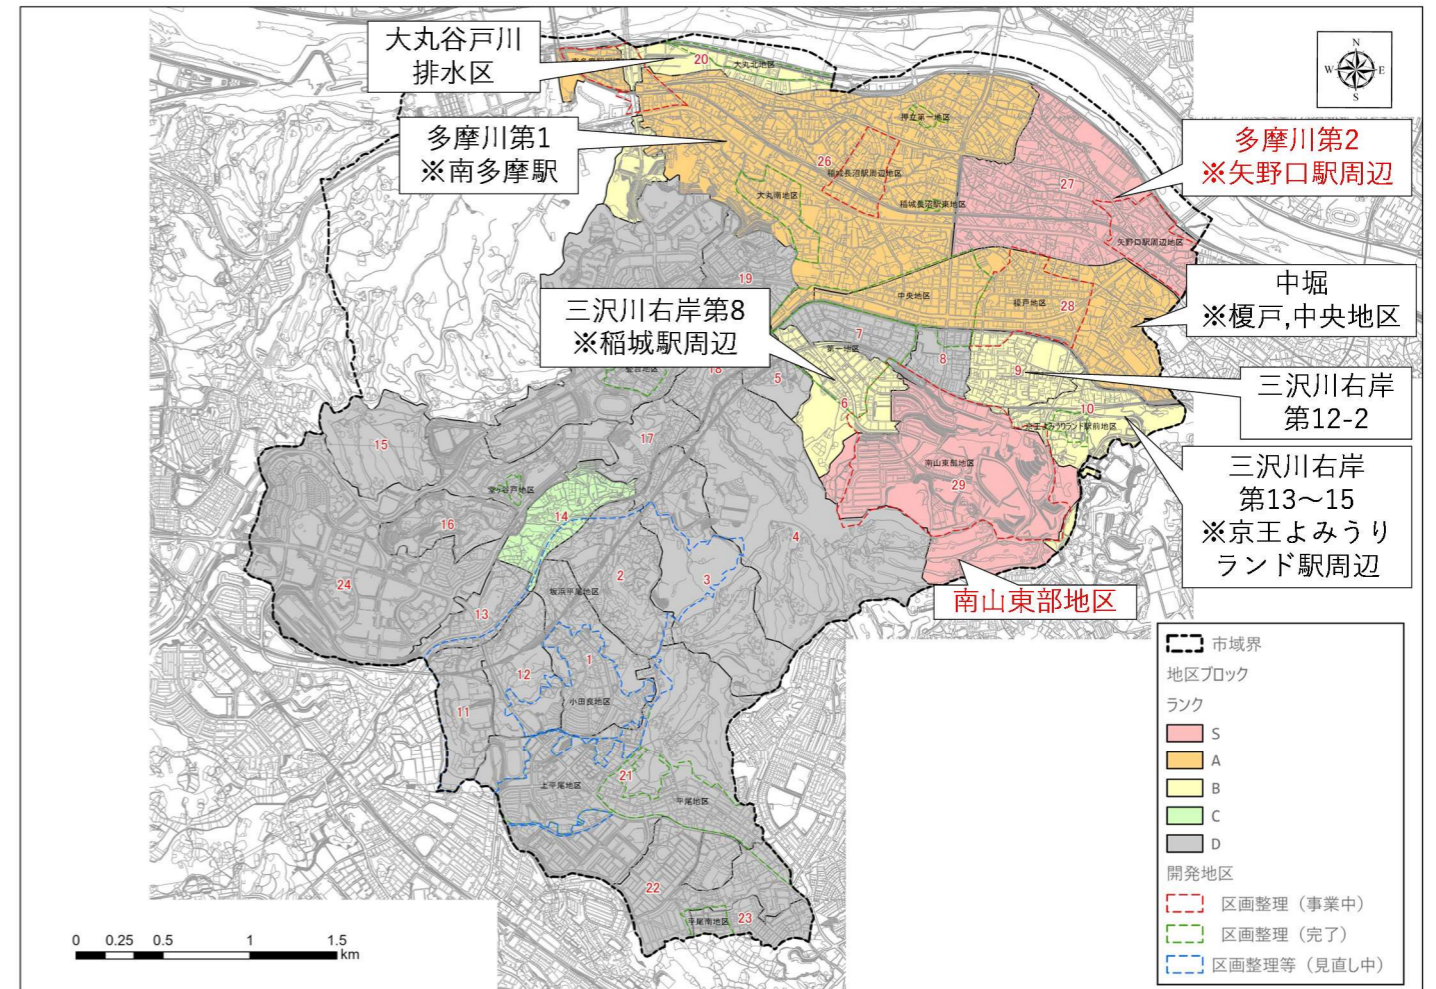 大丸谷戸川
排水区
多摩川第1
※南多摩駅
多摩川第2
※矢野口駅周辺
中堀
※榎戸,中央地区
三沢川右岸第8
※稲城駅周辺
三沢川右岸
第12-2
三沢川右岸
第13～15
※京王よみうり
ランド駅周辺
南山東部地区
N
W
E
S
20
大丸北地区
押立第一地区
26
稲城長沼駅周辺地区
大丸南地区
稲城長沼駅東地区
27
矢野口駅周辺地区
19
中央地区
榎戸地区
28
7
第一地区
8
9
18
5
6
10
京王よみうりランド駅前地区
15
17
南山東部地区
29
堂ヶ谷戸地区
14
16
4
24
2
3
坂浜平尾地区
13
1
12
小田良地区
11
21
上平尾地区
平尾地区
22
平尾南地区
23
市域界
地区ブロック
ランク
S
A
B
C
D
開発地区
区画整理（事業中）
区画整理（完了）
区画整理等（見直し中）
0 0.25 0.5 1 1.5
km